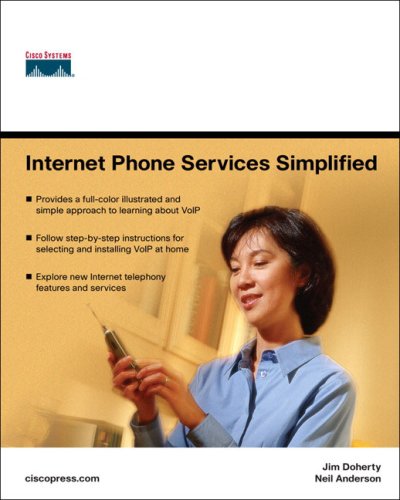 CISCO SYSTEMS
Internet Phone Services Simplified
Provides a full-color illustrated and
simple approach to learning about VoIP
Follow step-by-step instructions for
selecting and installing VoIP at home
Explore new Internet telephony
features and services
Jim Doherty
Neil Anderson
ciscopress.com